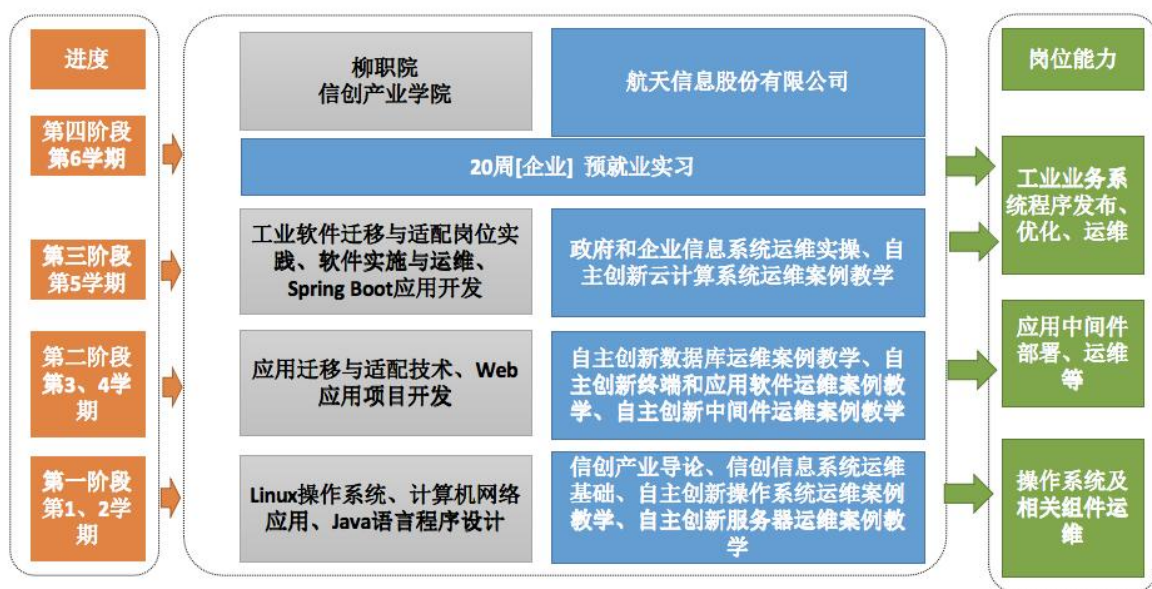 进度
柳职院
信创产业学院
航天信息股份有限公司
岗位能力
第四阶段
第6学期
20周[企业] 预就业实习
工业业务系
统程序发布、
优化、运维
第三阶段
第5学期
工业软件迁移与适配岗位实
践、软件实施与运维、
Spring Boot应用开发
政府和企业信息系统运维实操、自
主创新云计算系统运维案例教学
第二阶段
第3、4学
期
应用迁移与适配技术、Web
应用项目开发
自主创新数据库运维案例教学、自
主创新终端和应用软件运维案例教
学、自主创新中间件运维案例教学
应用中间件
部署、运维
等
第一阶段
第1、2学
期
Linux操作系统、计算机网络
应用、Java语言程序设计
信创产业导论、信创信息系统运维
基础、自主创新操作系统运维案例
教学、自主创新服务器运维案例教
学
操作系统及
相关组件运
维